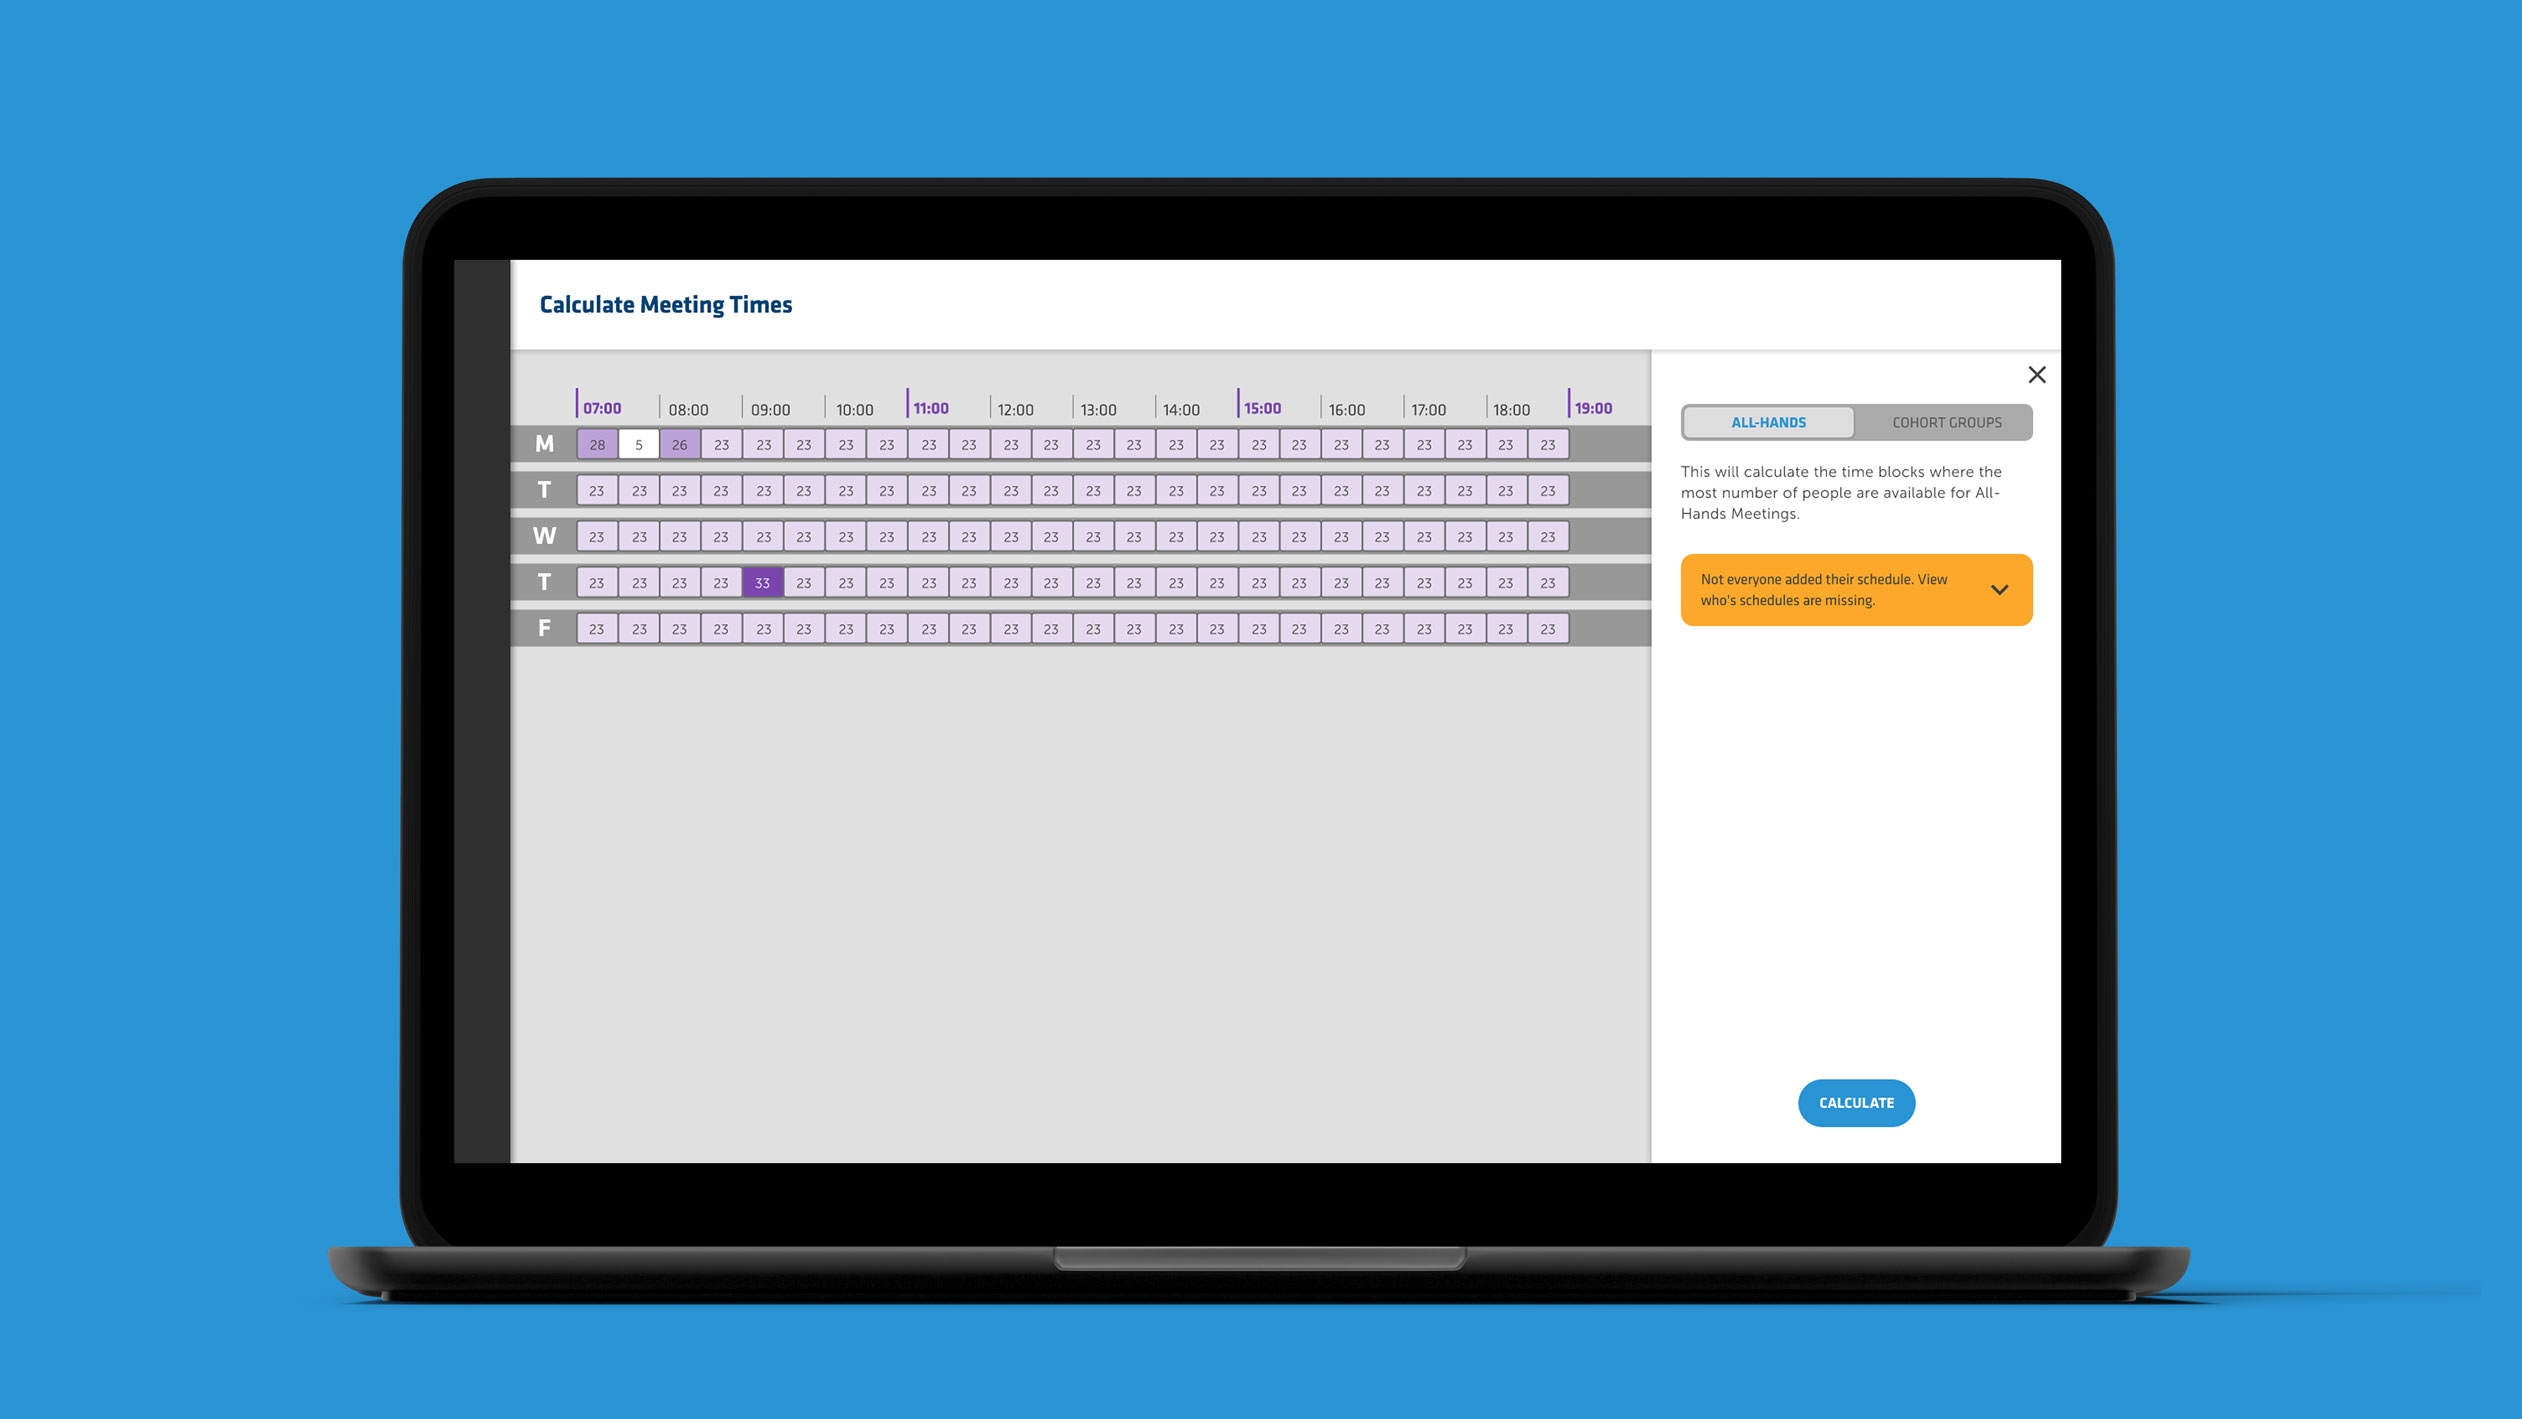 Calculate Meeting Times
07:00 08:00 09:00 10:00 11:00 12:00 13:00 14:00 15:00 16:00 17:00 18:00 19:00
M 28 5 26 23 23 23 23 23 23 23 23 23 23 23 23 23 23 23 23 23 23 23 23 23
T 23 23 23 23 23 23 23 23 23 23 23 23 23 23 23 23 23 23 23 23 23 23 23 23
W 23 23 23 23 23 23 23 23 23 23 23 23 23 23 23 23 23 23 23 23 23 23 23 23
T 23 23 23 23 33 23 23 23 23 23 23 23 23 23 23 23 23 23 23 23 23 23 23 23
F 23 23 23 23 23 23 23 23 23 23 23 23 23 23 23 23 23 23 23 23 23 23 23 23
ALL-HANDS COHORT GROUPS
This will calculate the time blocks where the
most number of people are available for All-
Hands Meetings.
Not everyone added their schedule. View
who's schedules are missing.
CALCULATE